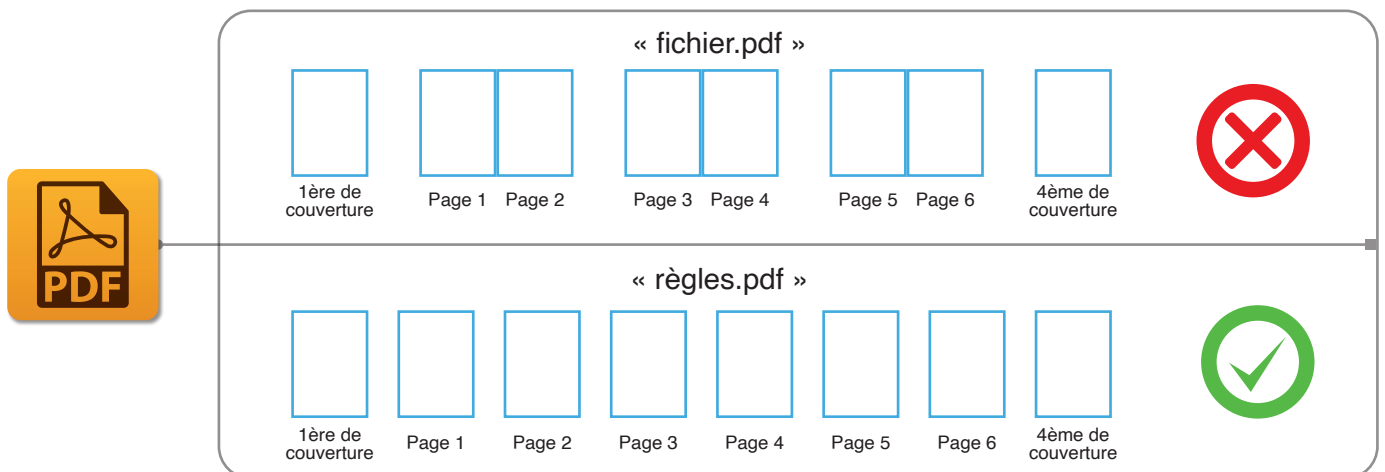 « fichier.pdf »
1ère de
couverture
Page 1
Page 2
Page 3
Page 4
Page 5
Page 6
4ème de
couverture
PDF
« règles.pdf »
1ère de
couverture
Page 1
Page 2
Page 3
Page 4
Page 5
Page 6
4ème de
couverture